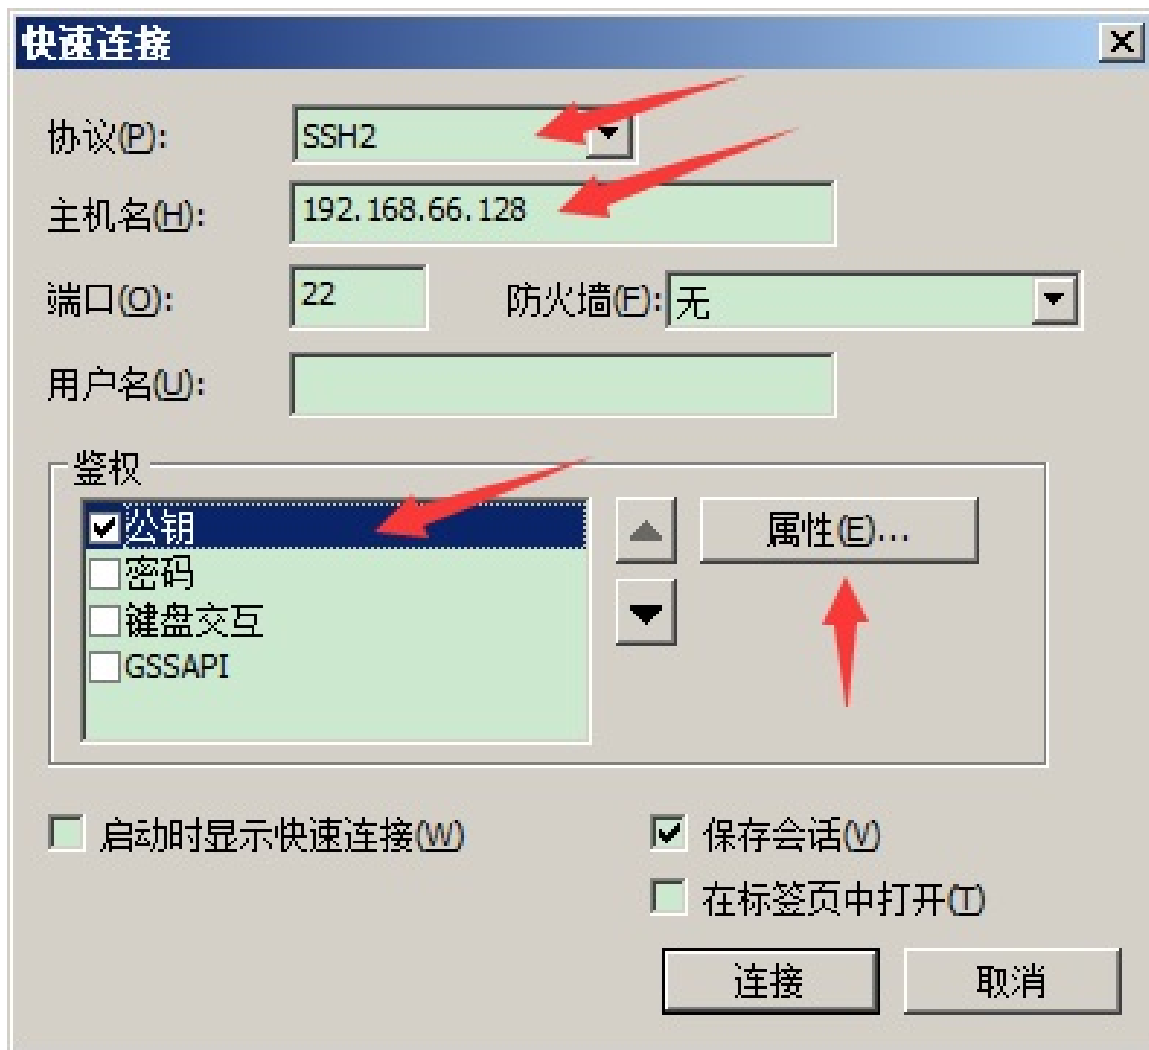 快速连接
协议(P): SSH2
主机名(H): 192.168.66.128
端口(O): 22 防火墙(F): 无
用户名(U):
鉴权
公钥 属性(E)...
密码
键盘交互
GSSAPI
启动时显示快速连接(W) 保存会话(V)
在标签页中打开(T)
连接 取消